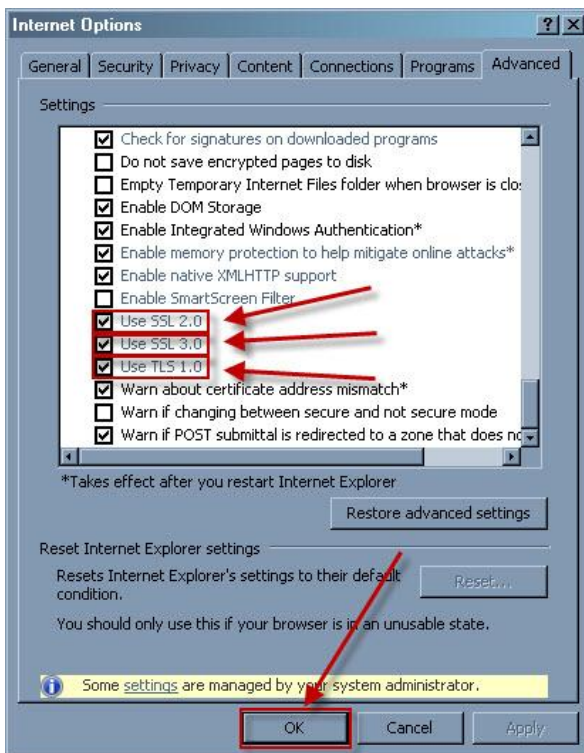 Internet Options
General Security Privacy Content Connections Programs Advanced
Settings
Check for signatures on downloaded programs
Do not save encrypted pages to disk
Empty Temporary Internet Files folder when browser is clo
Enable DOM Storage
Enable Integrated Windows Authentication*
Enable memory protection to help mitigate online attacks*
Enable native XMLHTTP support
Enable SmartScreen Filter
Use SSL 2.0
Use SSL 3.0
Use TLS 1.0
Warn about certificate address mismatch*
Warn if changing between secure and not secure mode
Warn if POST submittal is redirected to a zone that does no
*Takes effect after you restart Internet Explorer
Restore advanced settings
Reset Internet Explorer settings
Resets Internet Explorer's settings to their default
condition.
Reset...
You should only use this if your browser is in an unusable state.
Some settings are managed by your system administrator.
OK Cancel Apply